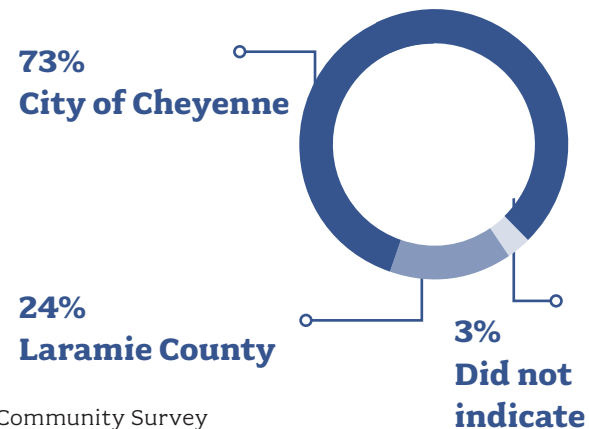 73%
City of Cheyenne
24%
Laramie County
3%
Did not
indicate
Community Survey